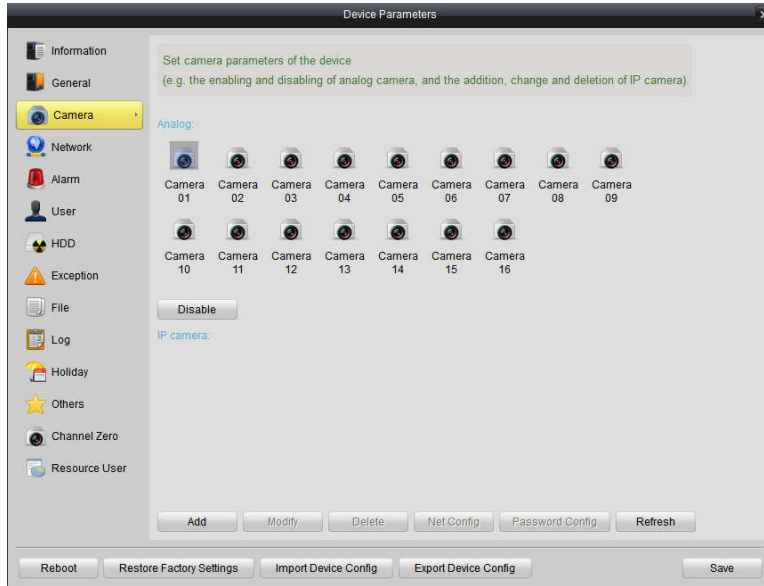 Device Parameters
Information
General
Camera
Network
Alarm
User
HDD
Exception
File
Log
Holiday
Others
Channel Zero
Resource User
Set camera parameters of the device
(e.g. the enabling and disabling of analog camera, and the addition, change and deletion of IP camera).
Analog:
Camera 01 Camera 02 Camera 03 Camera 04 Camera 05 Camera 06 Camera 07 Camera 08 Camera 09
Camera 10 Camera 11 Camera 12 Camera 13 Camera 14 Camera 15 Camera 16
Disable
IP camera:
Add Modify Delete Net Config Password Config Refresh
Reboot Restore Factory Settings Import Device Config Export Device Config Save